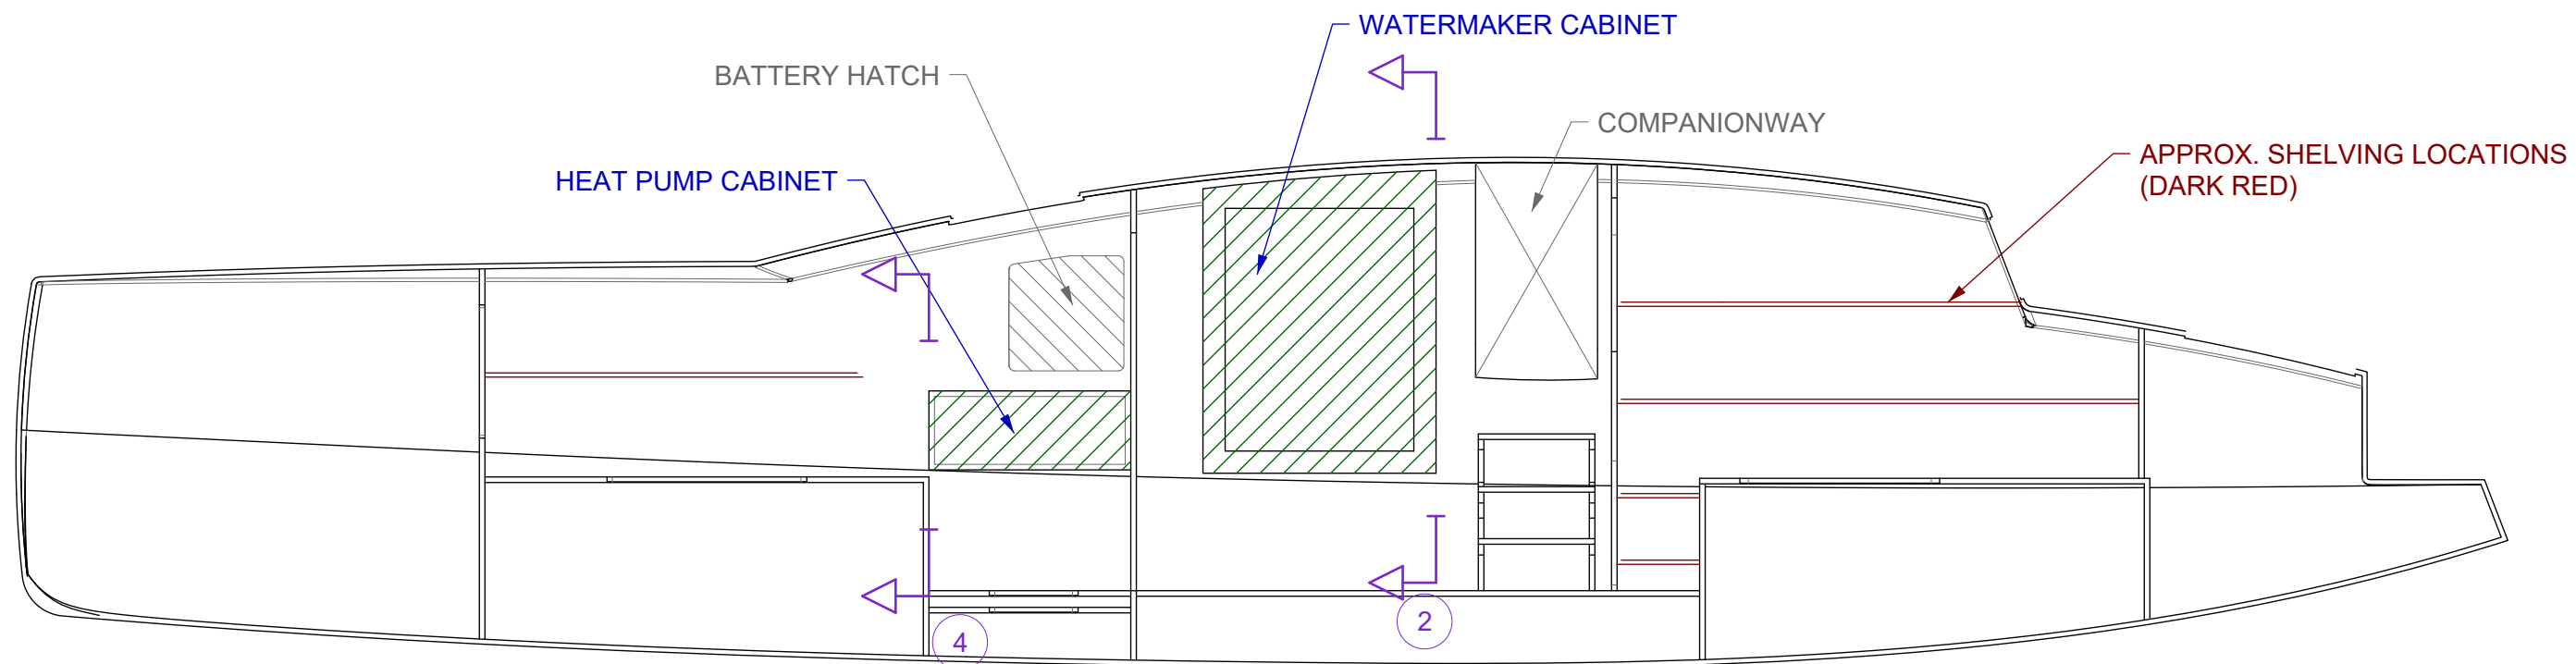 WATERMAKER CABINET
BATTERY HATCH
COMPANIONWAY
APPROX. SHELVING LOCATIONS
(DARK RED)
HEAT PUMP CABINET
2
4